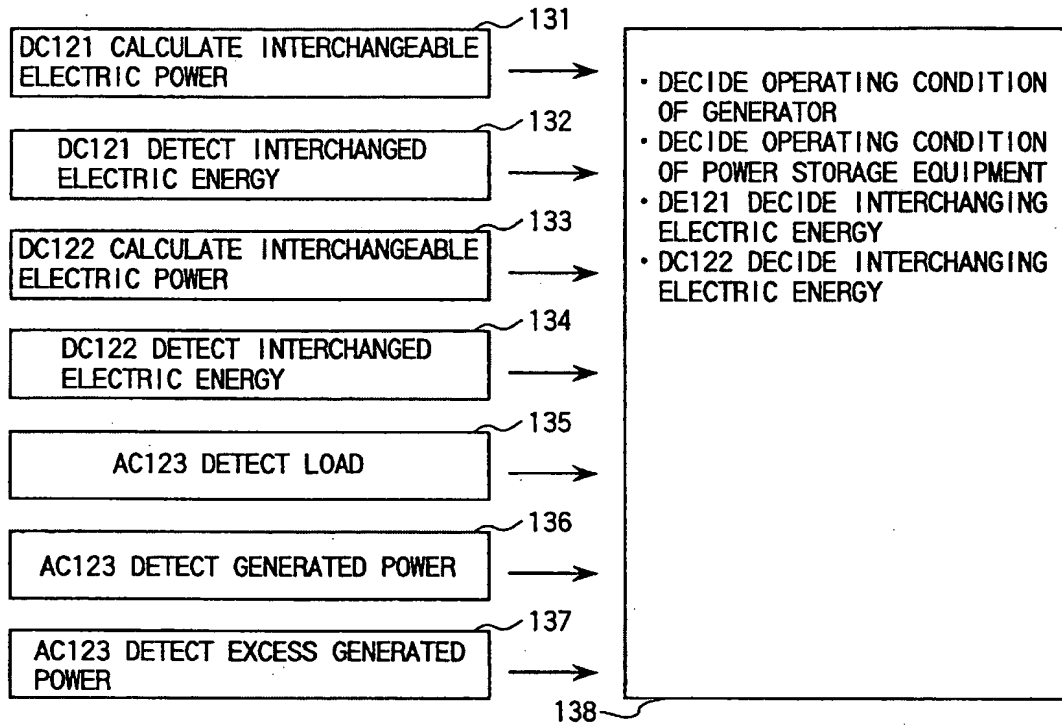 131
DC121 CALCULATE INTERCHANGEABLE
ELECTRIC POWER
132
DC121 DETECT INTERCHANGED
ELECTRIC ENERGY
133
DC122 CALCULATE INTERCHANGEABLE
ELECTRIC POWER
134
DC122 DETECT INTERCHANGED
ELECTRIC ENERGY
135
AC123 DETECT LOAD
136
AC123 DETECT GENERATED POWER
137
AC123 DETECT EXCESS GENERATED
POWER
・DECIDE OPERATING CONDITION
OF GENERATOR
・DECIDE OPERATING CONDITION
OF POWER STORAGE EQUIPMENT
・DE121 DECIDE INTERCHANGING
ELECTRIC ENERGY
・DC122 DECIDE INTERCHANGING
ELECTRIC ENERGY
138